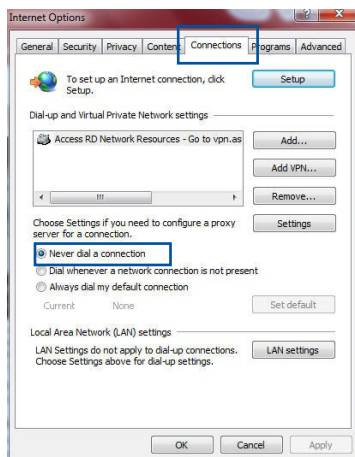 Internet Options
General Security Privacy Content Connections Programs Advanced
To set up an Internet connection, click
Setup.
Setup
Dial-up and Virtual Private Network settings
Access RD Network Resources - Go to vpn.as
Add...
Add VPN...
Remove...
Choose Settings if you need to configure a proxy
server for a connection.
Settings
Never dial a connection
Dial whenever a network connection is not present
Always dial my default connection
Current None Set default
Local Area Network (LAN) settings
LAN Settings do not apply to dial-up connections.
Choose Settings above for dial-up settings.
LAN settings
OK Cancel Apply